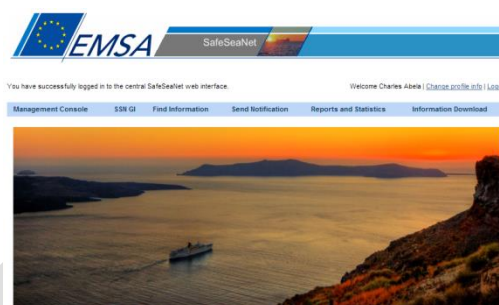 EMSA
SafeSeaNet
You have successfully logged in to the central SafeSeaNet web interface.
Welcome Charles Abela | Change profile info | Log
Management Console SSN GI Find Information Send Notification Reports and Statistics Information Download